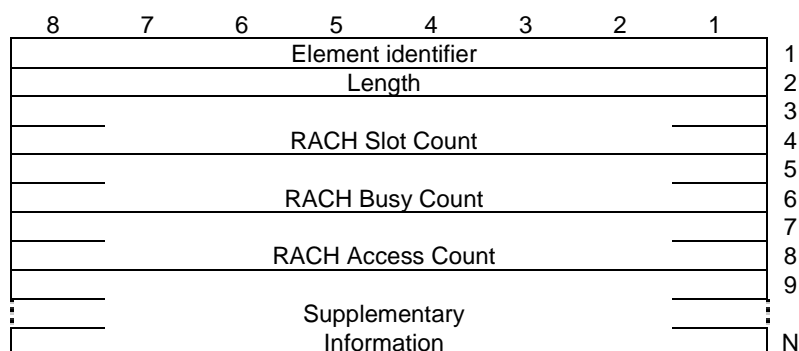 8 7 6 5 4 3 2 1
Element identifier 1
Length 2
3
RACH Slot Count 4
5
RACH Busy Count 6
7
RACH Access Count 8
9
Supplementary
Information N